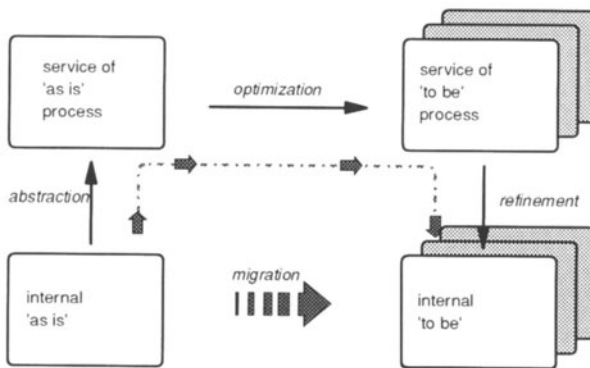 service of
'as is'
process
optimization
service of
'to be'
process
abstraction
refinement
migration
internal
'as is'
internal
'to be'